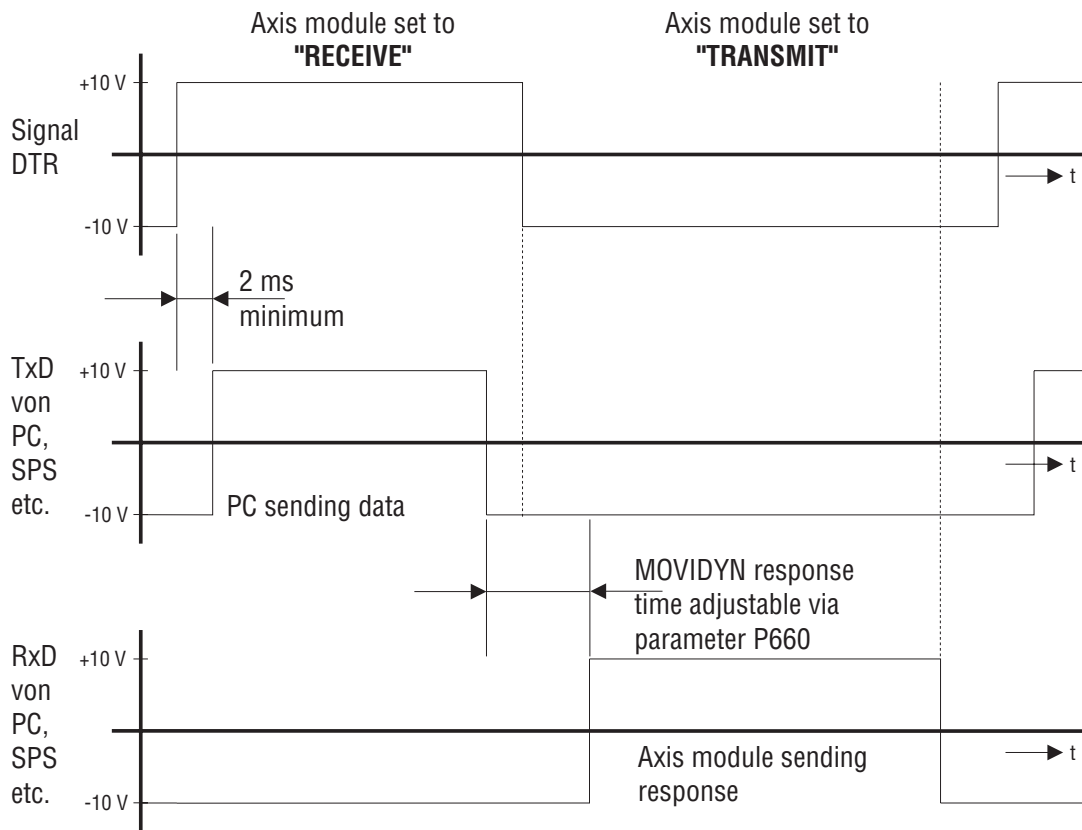 Axis module set to
"RECEIVE"
Axis module set to
"TRANSMIT"
+10 V
Signal
DTR
t
-10 V
2 ms
minimum
TxD
von
PC,
SPS
etc.
+10 V
t
-10 V
PC sending data
MOVIDYN response
time adjustable via
parameter P660
RxD
von
PC,
SPS
etc.
+10 V
t
Axis module sending
response
-10 V